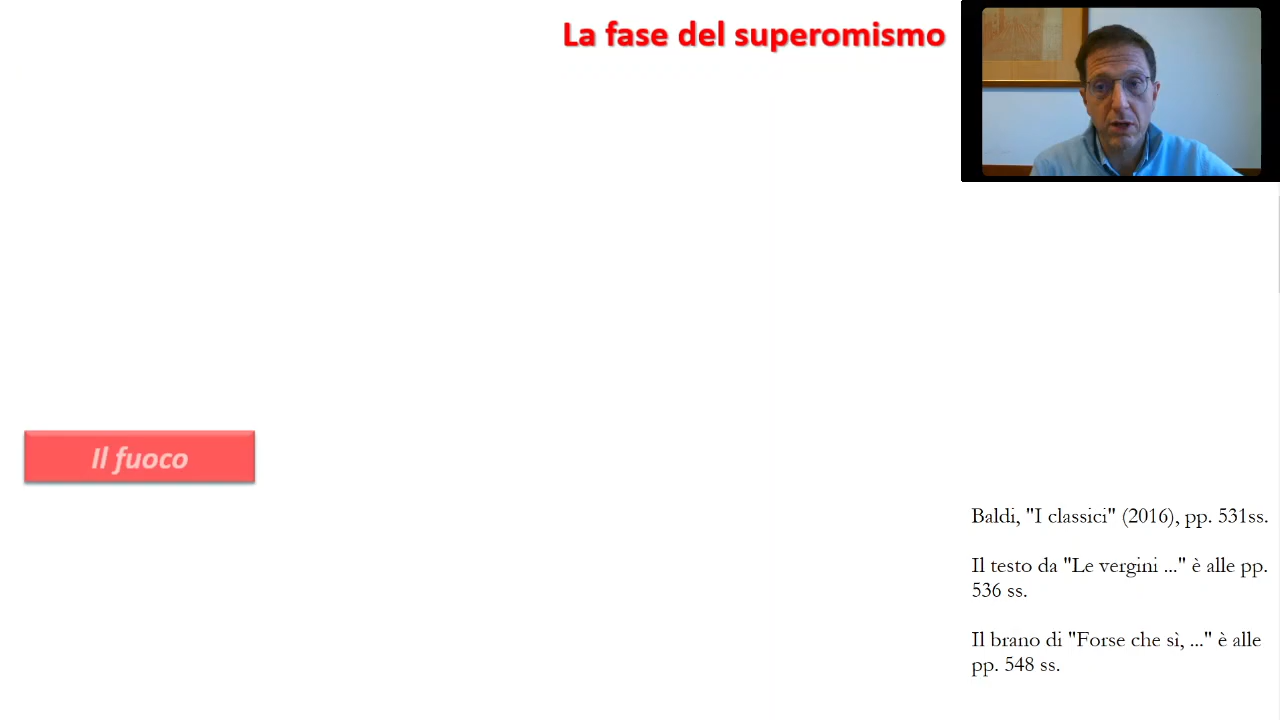 La fase del superomismo
Il fuoco
Baldi, "I classici" (2016), pp. 531ss.
Il testo da "Le vergini ..." è alle pp.
536 ss.
Il brano di "Forse che sì, ..." è alle
pp. 548 ss.